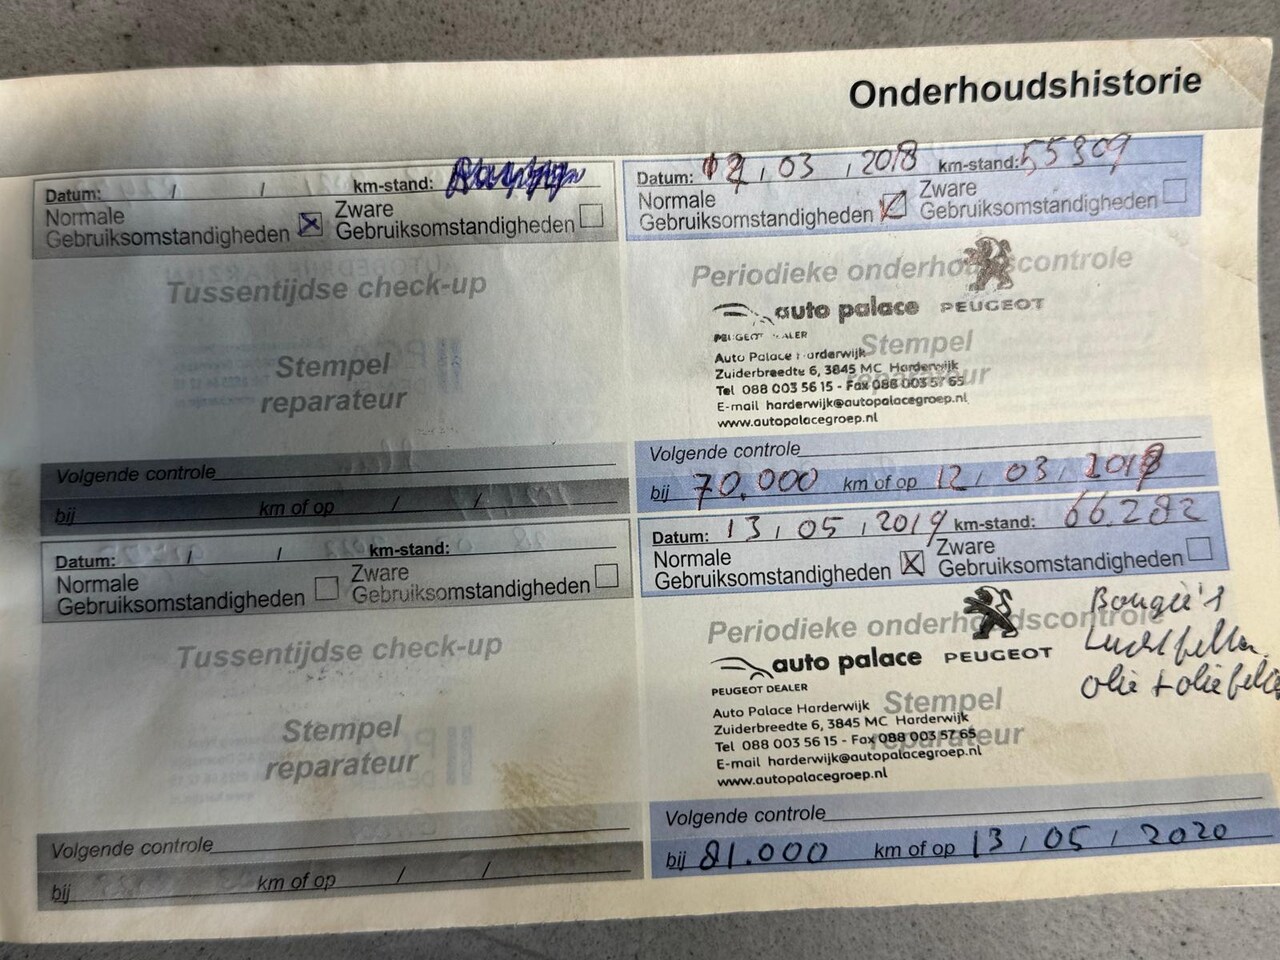 Onderhoudshistorie
Datum: / / km-stand:
Normale
Gebruiksomstandigheden
Zware
Gebruiksomstandigheden
Tussentijdse check-up
Stempel
reparateur
Volgende controle
bij km of op / /
Datum: / / km-stand:
Normale
Gebruiksomstandigheden
Zware
Gebruiksomstandigheden
Tussentijdse check-up
Stempel
reparateur
Volgende controle
bij km of op / /
Datum: 12 / 03 / 2018 km-stand: 55309
Normale
Gebruiksomstandigheden
Zware
Gebruiksomstandigheden
Periodieke onderhoudscontrole
auto palace PEUGEOT
PEUGEOT DEALER
Stempel
reparateur
Auto Palace Harderwijk
Zuiderbreedte 6, 3845 MC Harderwijk
Tel 088 003 56 15 - Fax 088 003 57 65
E-mail harderwijk@autopalacegroep.nl
www.autopalacegroep.nl
Volgende controle
bij 70.000 km of op 12 / 03 / 2019
Datum: 13 / 05 / 2019 km-stand: 66.282
Normale
Gebruiksomstandigheden
Zware
Gebruiksomstandigheden
Periodieke onderhoudscontrole
Bougie's
Luchtfilter
olie + oliefilter
auto palace PEUGEOT
PEUGEOT DEALER
Stempel
reparateur
Auto Palace Harderwijk
Zuiderbreedte 6, 3845 MC Harderwijk
Tel 088 003 56 15 - Fax 088 003 57 65
E-mail harderwijk@autopalacegroep.nl
www.autopalacegroep.nl
Volgende controle
bij 81.000 km of op 13 / 05 / 2020